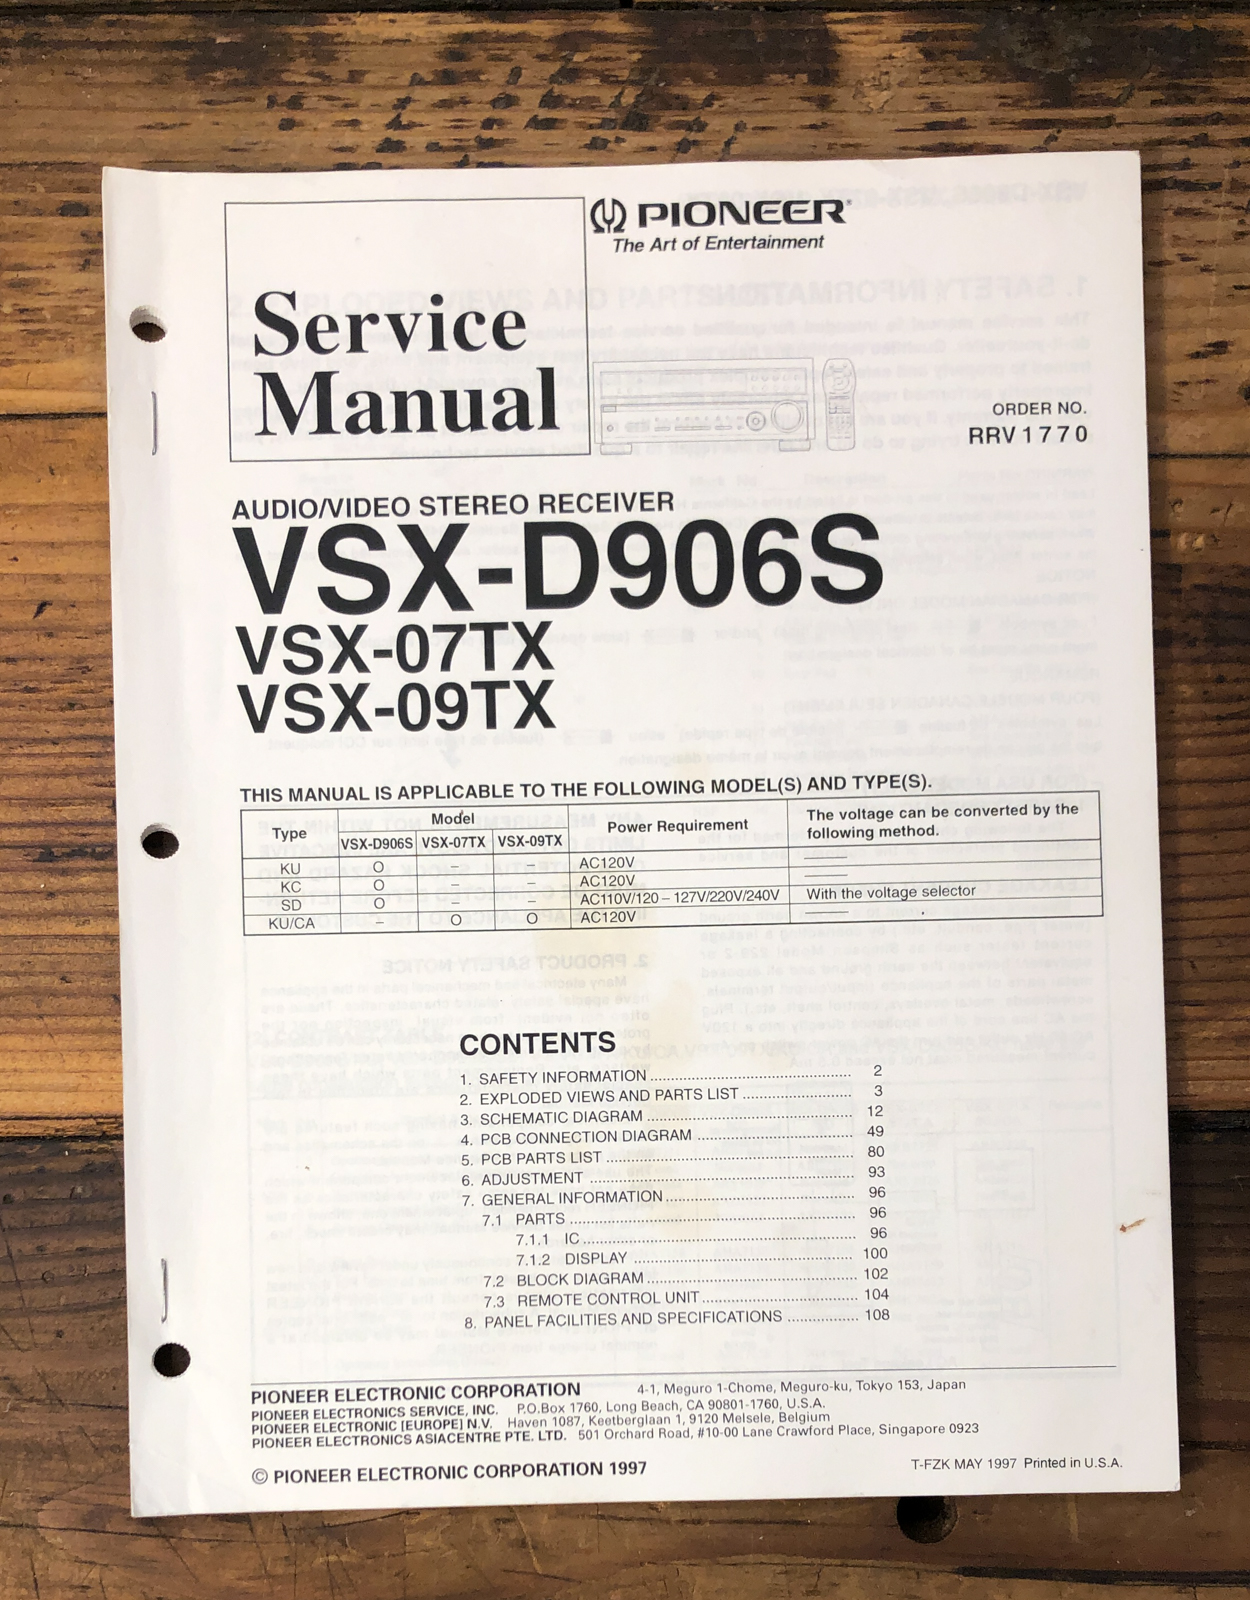 PIONEER®
The Art of Entertainment
Service
Manual
ORDER NO.
RRV1770
AUDIO/VIDEO STEREO RECEIVER
VSX-D906S
VSX-07TX
VSX-09TX
THIS MANUAL IS APPLICABLE TO THE FOLLOWING MODEL(S) AND TYPE(S).
Type Model Power Requirement The voltage can be converted by the following method.
VSX-D906S VSX-07TX VSX-09TX
KU O – – AC120V ———
KC O – – AC120V ———
SD O – – AC110V/120 – 127V/220V/240V With the voltage selector
KU/CA – O O AC120V ———
CONTENTS
1. SAFETY INFORMATION ........ 2
2. EXPLODED VIEWS AND PARTS LIST ........ 3
3. SCHEMATIC DIAGRAM ........ 12
4. PCB CONNECTION DIAGRAM ........ 49
5. PCB PARTS LIST ........ 80
6. ADJUSTMENT ........ 93
7. GENERAL INFORMATION ........ 96
7.1 PARTS ........ 96
7.1.1 IC ........ 96
7.1.2 DISPLAY ........ 100
7.2 BLOCK DIAGRAM ........ 102
7.3 REMOTE CONTROL UNIT ........ 104
8. PANEL FACILITIES AND SPECIFICATIONS ........ 108
PIONEER ELECTRONIC CORPORATION 4-1, Meguro 1-Chome, Meguro-ku, Tokyo 153, Japan
PIONEER ELECTRONICS SERVICE, INC. P.O.Box 1760, Long Beach, CA 90801-1760, U.S.A.
PIONEER ELECTRONIC [EUROPE] N.V. Haven 1087, Keetberglaan 1, 9120 Melsele, Belgium
PIONEER ELECTRONICS ASIACENTRE PTE. LTD. 501 Orchard Road, #10-00 Lane Crawford Place, Singapore 0923
© PIONEER ELECTRONIC CORPORATION 1997
T-FZK MAY 1997 Printed in U.S.A.